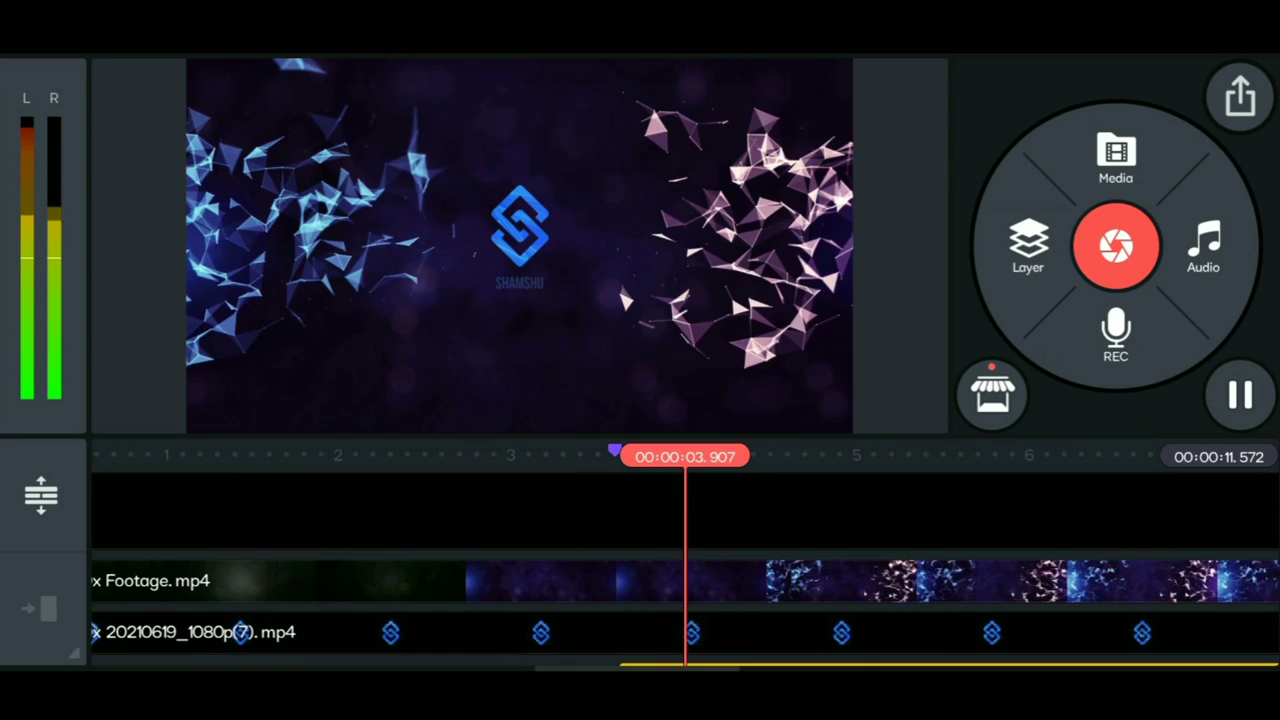 L R
Media
Layer
Audio
REC
SHAMSHU
1 2 3 00:00:03.907 5 6 00:00:11.572
x Footage.mp4
x 20210619_1080p(7).mp4